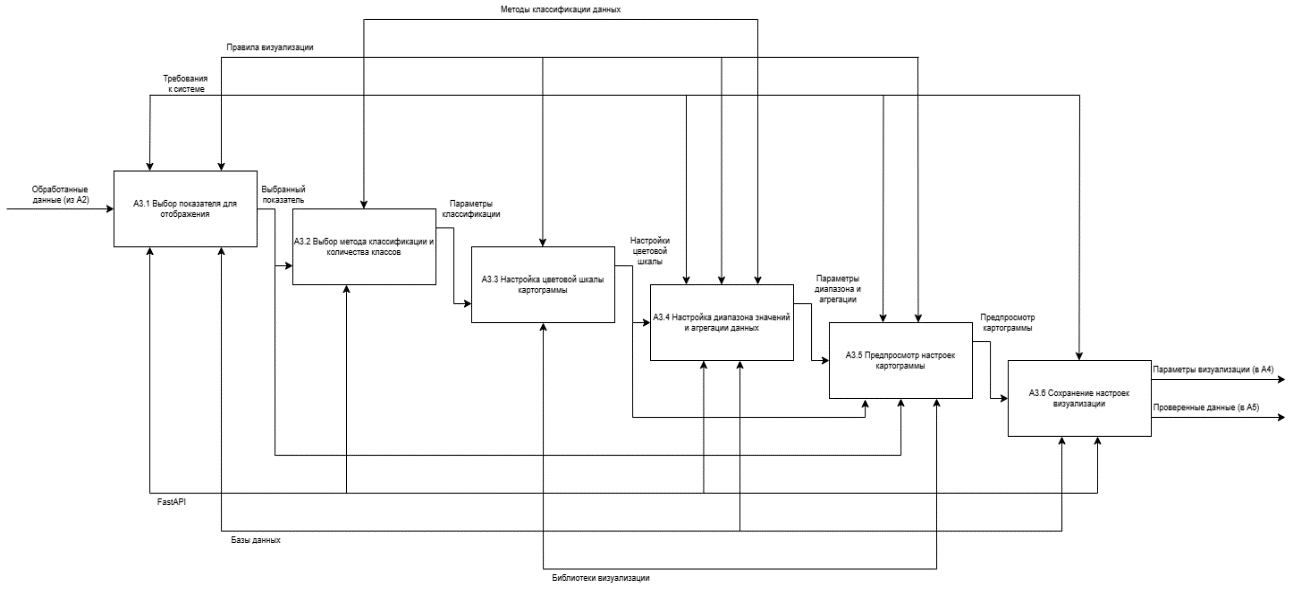 Методы классификации данных
Правила визуализации
Требования
к системе
Обработанные
данные (из А2)
А3.1 Выбор показателя для
отображения
Выбранный
показатель
А3.2 Выбор метода классификации и
количества классов
Параметры
классификации
А3.3 Настройка цветовой шкалы
картограммы
Настройки
цветовой
шкалы
А3.4 Настройка диапазона значений
и агрегации данных
Параметры
диапазона и
агрегации
А3.5 Предпросмотр настроек
картограммы
Предпросмотр
картограммы
А3.6 Сохранение настроек
визуализации
Параметры визуализации (в А4)
Проверенные данные (в А5)
FastAPI
Базы данных
Библиотеки визуализации